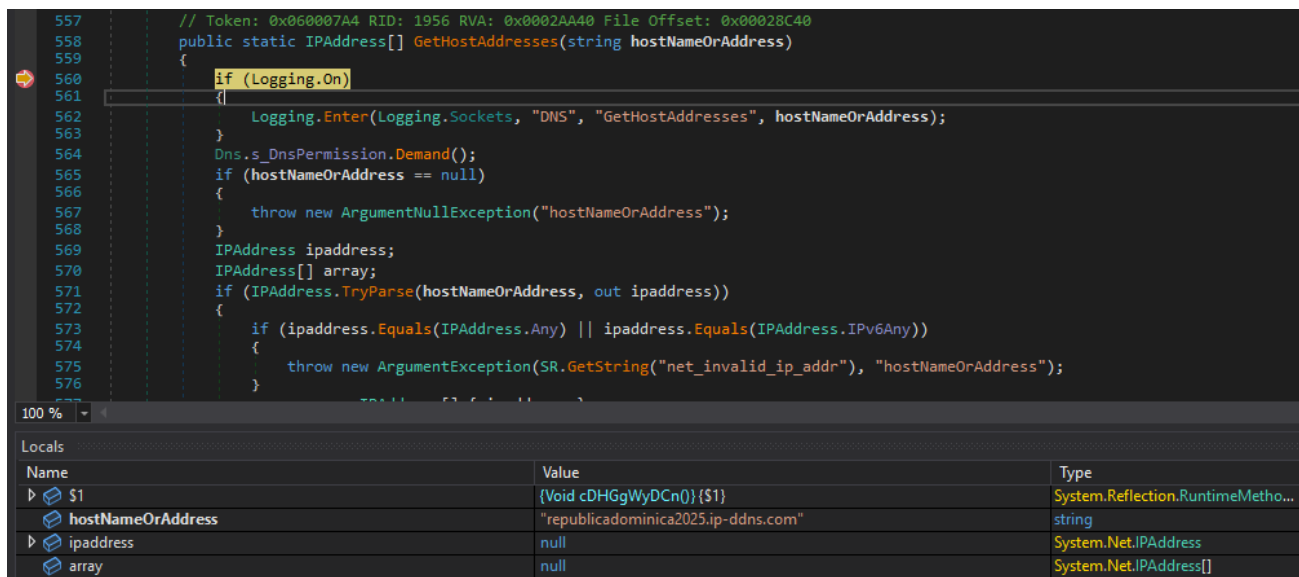 557 // Token: 0x060007A4 RID: 1956 RVA: 0x0002AA40 File Offset: 0x00028C40
558 public static IPAddress[] GetHostAddresses(string hostNameOrAddress)
559 {
560 if (Logging.On)
561 {
562 Logging.Enter(Logging.Sockets, "DNS", "GetHostAddresses", hostNameOrAddress);
563 }
564 Dns.s_DnsPermission.Demand();
565 if (hostNameOrAddress == null)
566 {
567 throw new ArgumentNullException("hostNameOrAddress");
568 }
569 IPAddress ipaddress;
570 IPAddress[] array;
571 if (IPAddress.TryParse(hostNameOrAddress, out ipaddress))
572 {
573 if (ipaddress.Equals(IPAddress.Any) || ipaddress.Equals(IPAddress.IPv6Any))
574 {
575 throw new ArgumentException(SR.GetString("net_invalid_ip_addr"), "hostNameOrAddress");
576 }
100 %
Locals
Name Value Type
$1 {Void cDHGgWyDCn()}{$1} System.Reflection.RuntimeMetho...
hostNameOrAddress "republicadominica2025.ip-ddns.com" string
ipaddress null System.Net.IPAddress
array null System.Net.IPAddress[]